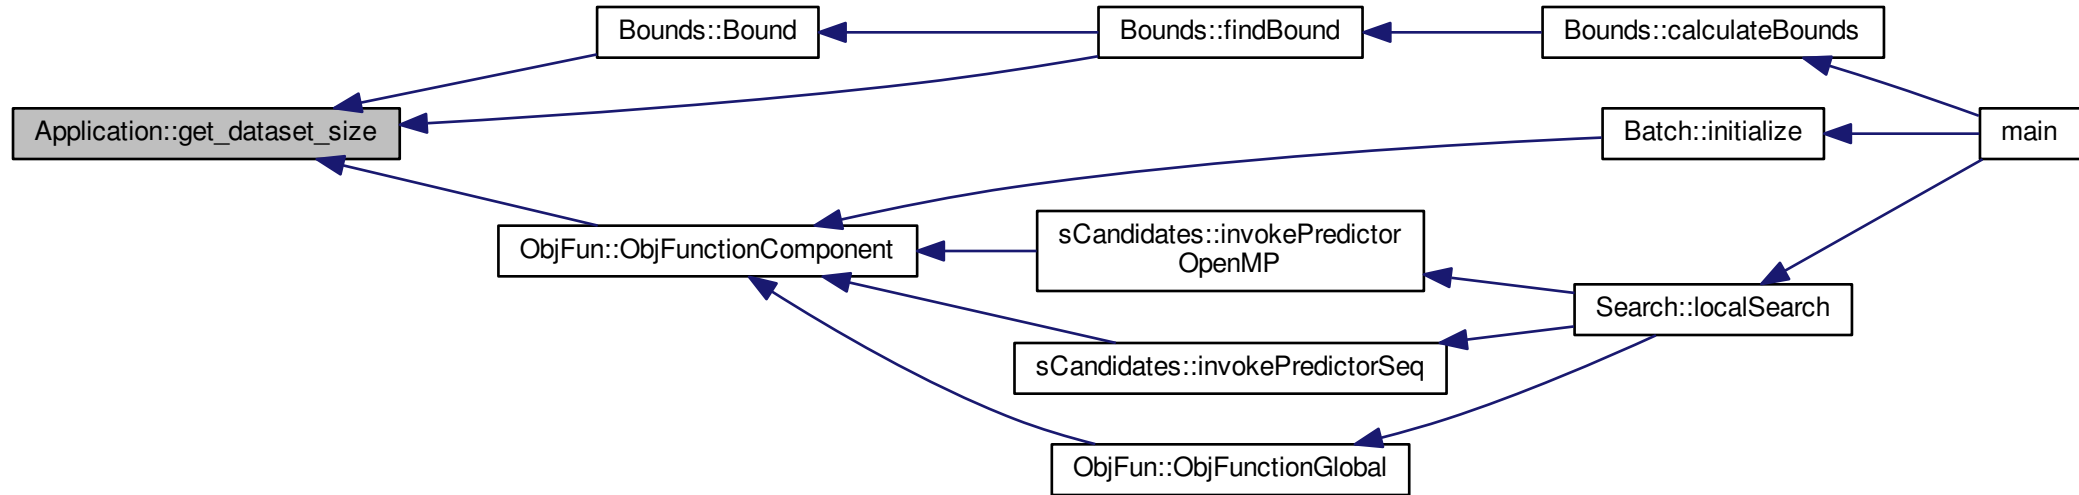 Bounds::Bound
Bounds::findBound
Bounds::calculateBounds
Application::get_dataset_size
Batch::initialize
main
ObjFun::ObjFunctionComponent
sCandidates::invokePredictor
OpenMP
Search::localSearch
sCandidates::invokePredictorSeq
ObjFun::ObjFunctionGlobal